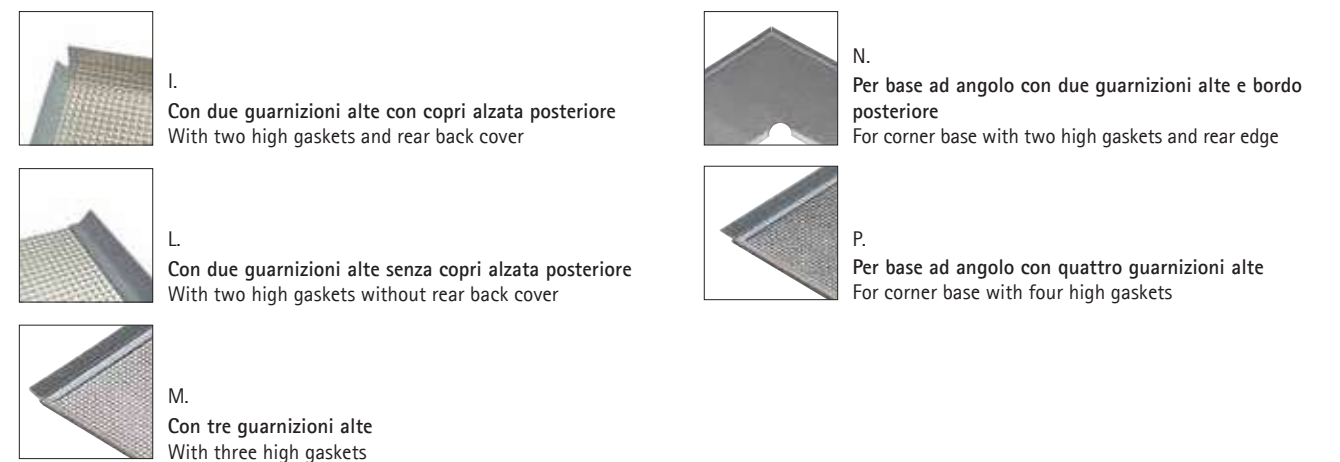 I.
Con due guarnizioni alte con copri alzata posteriore
With two high gaskets and rear back cover
L.
Con due guarnizioni alte senza copri alzata posteriore
With two high gaskets without rear back cover
M.
Con tre guarnizioni alte
With three high gaskets
N.
Per base ad angolo con due guarnizioni alte e bordo
posteriore
For corner base with two high gaskets and rear edge
P.
Per base ad angolo con quattro guarnizioni alte
For corner base with four high gaskets